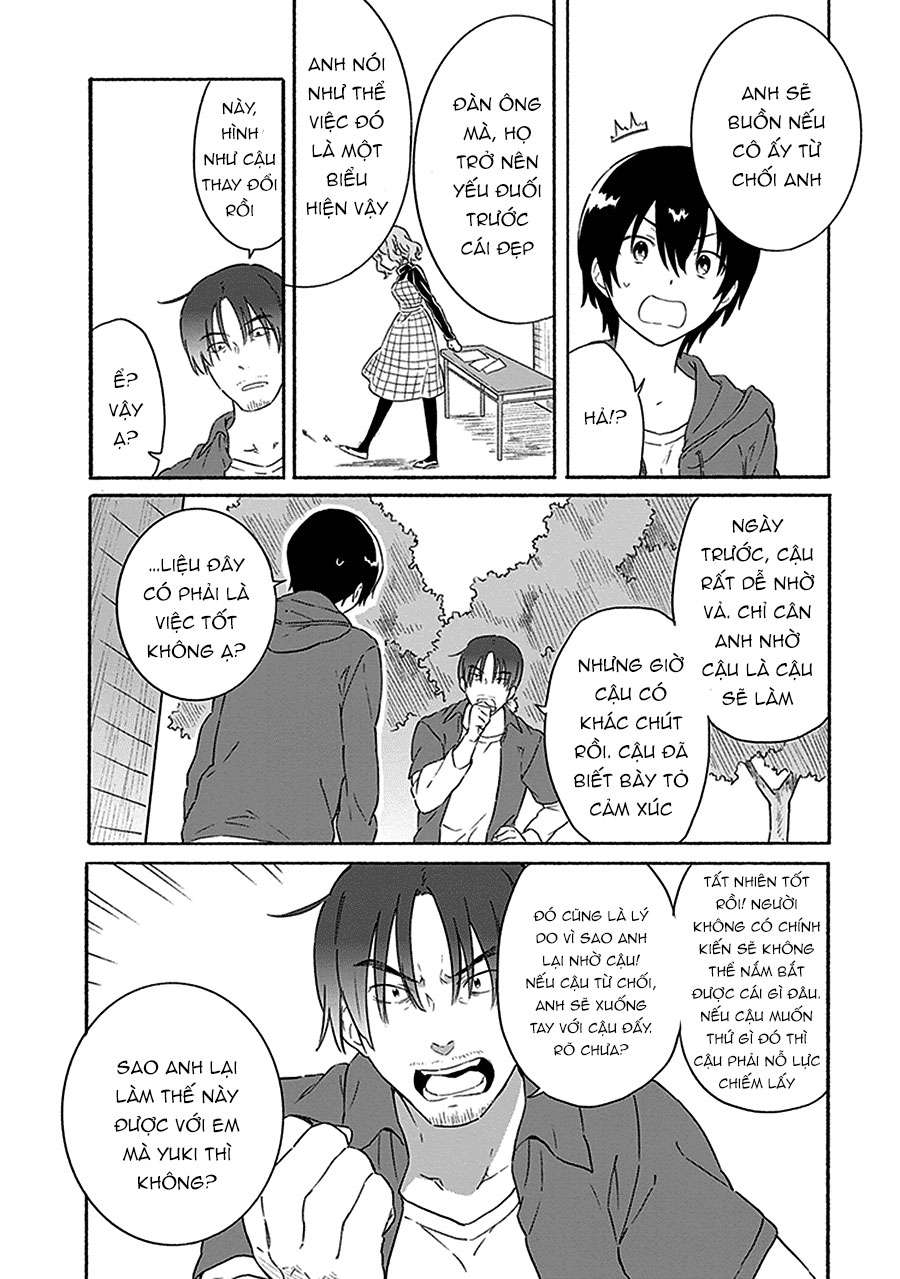 ANH SẼ
BUỒN NẾU
CÔ ẤY TỪ
CHỐI ANH
HẢ!?
ĐÀN ÔNG
MÀ, HỌ
TRỞ NÊN
YẾU ĐUỐI
TRƯỚC
CÁI ĐẸP
ANH NÓI
NHƯ THỂ
VIỆC ĐÓ
LÀ MỘT
BIỂU
HIỆN VẬY
NÀY,
HÌNH
NHƯ CẬU
THAY ĐỔI
RỒI
Ể?
VẬY
Ạ?
NGÀY
TRƯỚC, CẬU
RẤT DỄ NHỜ
VẢ. CHỈ CÂN
ANH NHỜ
CẬU LÀ CẬU
SẼ LÀM
NHƯNG GIỜ
CẬU CÓ
KHÁC CHÚT
RỒI. CẬU ĐÃ
BIẾT BÀY TỎ
CẢM XÚC
...LIỆU ĐÂY
CÓ PHẢI LÀ
VIỆC TỐT
KHÔNG Ạ?
TẤT NHIÊN TỐT
RỒI! NGƯỜI
KHÔNG CÓ CHÍNH
KIẾN SẼ KHÔNG
THỂ NẮM BẮT
ĐƯỢC CÁI GÌ ĐÂU.
NẾU CẬU MUỐN
THỨ GÌ ĐÓ THÌ
CẬU PHẢI NỖ LỰC
CHIẾM LẤY
ĐÓ CŨNG LÀ LÝ
DO VÌ SAO ANH
LẠI NHỜ CẬU!
NẾU CẬU TỪ CHỐI,
ANH SẼ XUỐNG
TAY VỚI CẬU ĐẤY.
RÕ CHƯA?
SAO ANH LẠI
LÀM THẾ NÀY
ĐƯỢC VỚI EM
MÀ YUKI THÌ
KHÔNG?